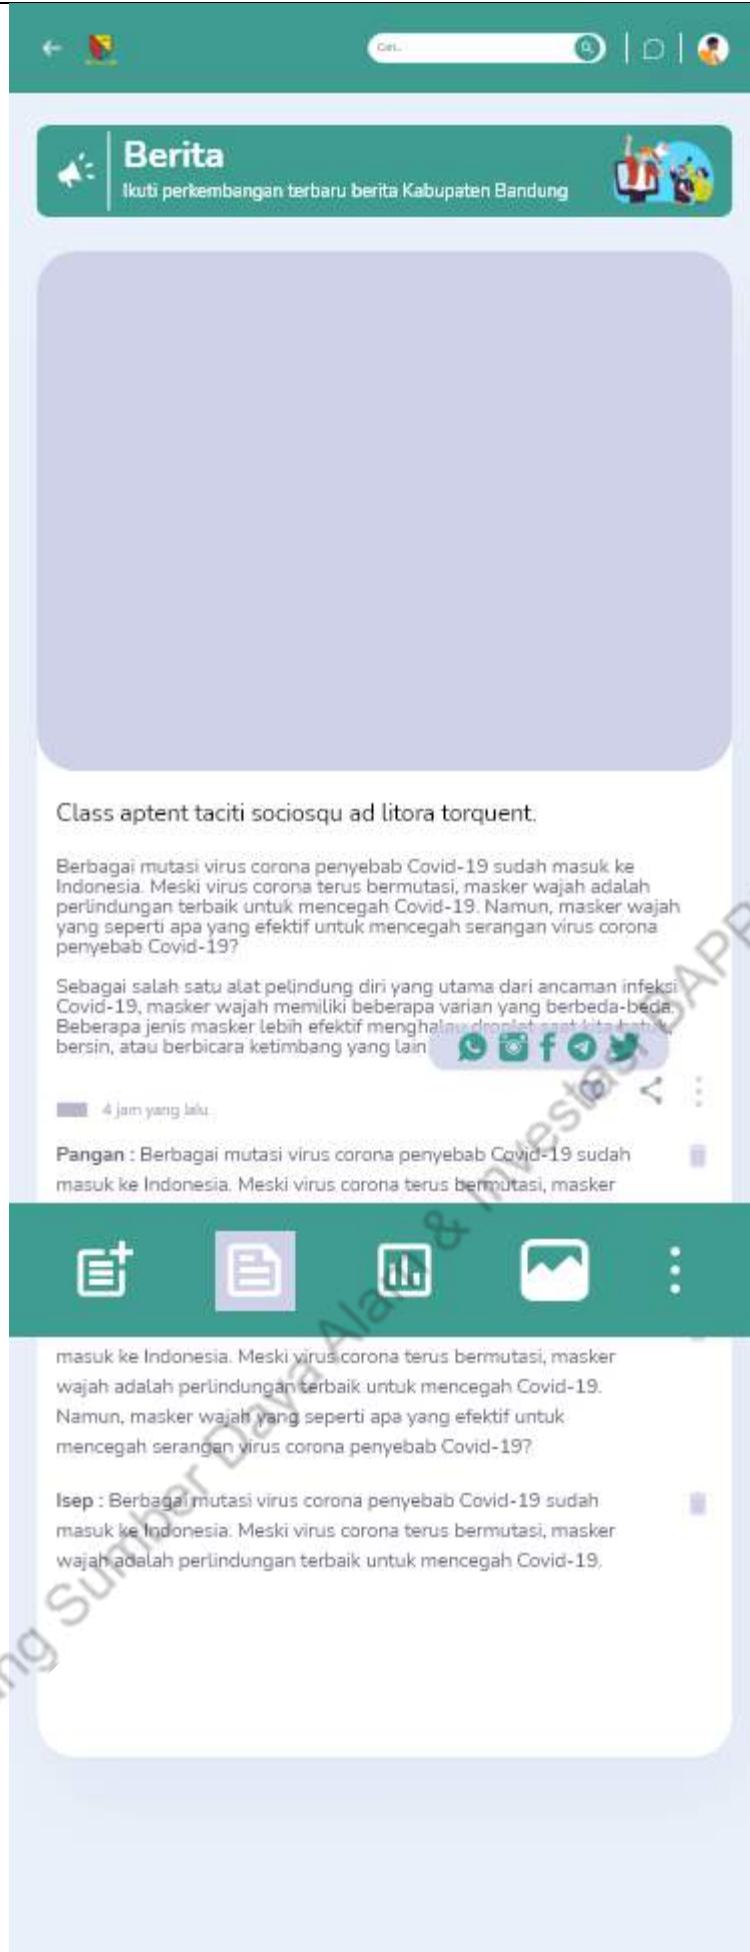 Cari...
Berita
Ikuti perkembangan terbaru berita Kabupaten Bandung
Class aptent taciti sociosqu ad litora torquent.
Berbagai mutasi virus corona penyebab Covid-19 sudah masuk ke
Indonesia. Meski virus corona terus bermutasi, masker wajah adalah
perlindungan terbaik untuk mencegah Covid-19. Namun, masker wajah
yang seperti apa yang efektif untuk mencegah serangan virus corona
penyebab Covid-19?
Sebagai salah satu alat pelindung diri yang utama dari ancaman infeksi
Covid-19, masker wajah memiliki beberapa varian yang berbeda-beda.
Beberapa jenis masker lebih efektif menghalau droplet saat kita batuk,
bersin, atau berbicara ketimbang yang lain
4 jam yang lalu
Pangan : Berbagai mutasi virus corona penyebab Covid-19 sudah
masuk ke Indonesia. Meski virus corona terus bermutasi, masker
masuk ke Indonesia. Meski virus corona terus bermutasi, masker
wajah adalah perlindungan terbaik untuk mencegah Covid-19.
Namun, masker wajah yang seperti apa yang efektif untuk
mencegah serangan virus corona penyebab Covid-19?
Isep : Berbagai mutasi virus corona penyebab Covid-19 sudah
masuk ke Indonesia. Meski virus corona terus bermutasi, masker
wajah adalah perlindungan terbaik untuk mencegah Covid-19.
Sumber Daya Alam & Investasi